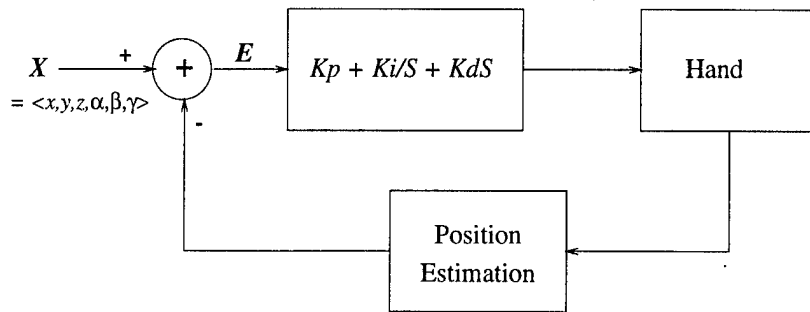 X
+
+
E
Kp + Ki/S + KdS
Hand
= <x,y,z,α,β,γ>
-
Position
Estimation